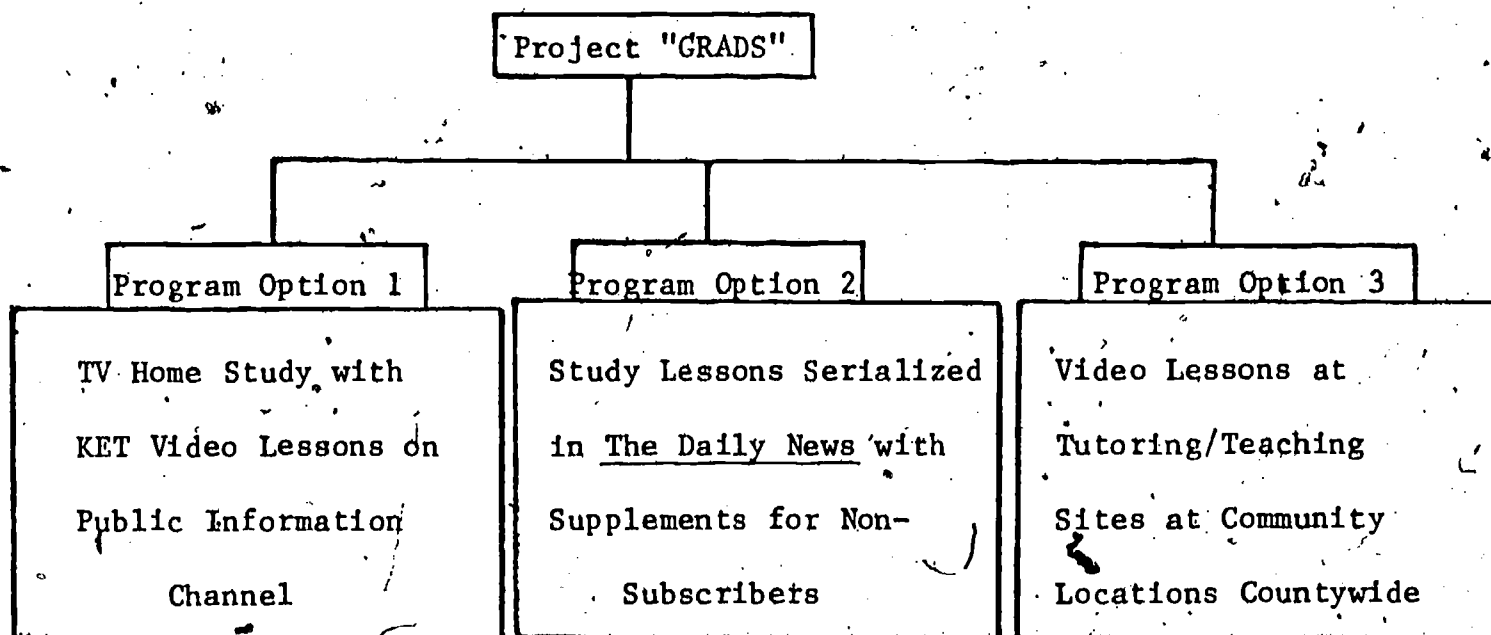 Project "GRADS"
Program Option 1
TV Home Study with
KET Video Lessons on
Public Information
Channel
Program Option 2
Study Lessons Serialized
in The Daily News with
Supplements for Non-
Subscribers
Program Option 3
Video Lessons at
Tutoring/Teaching
Sites at Community
Locations Countywide